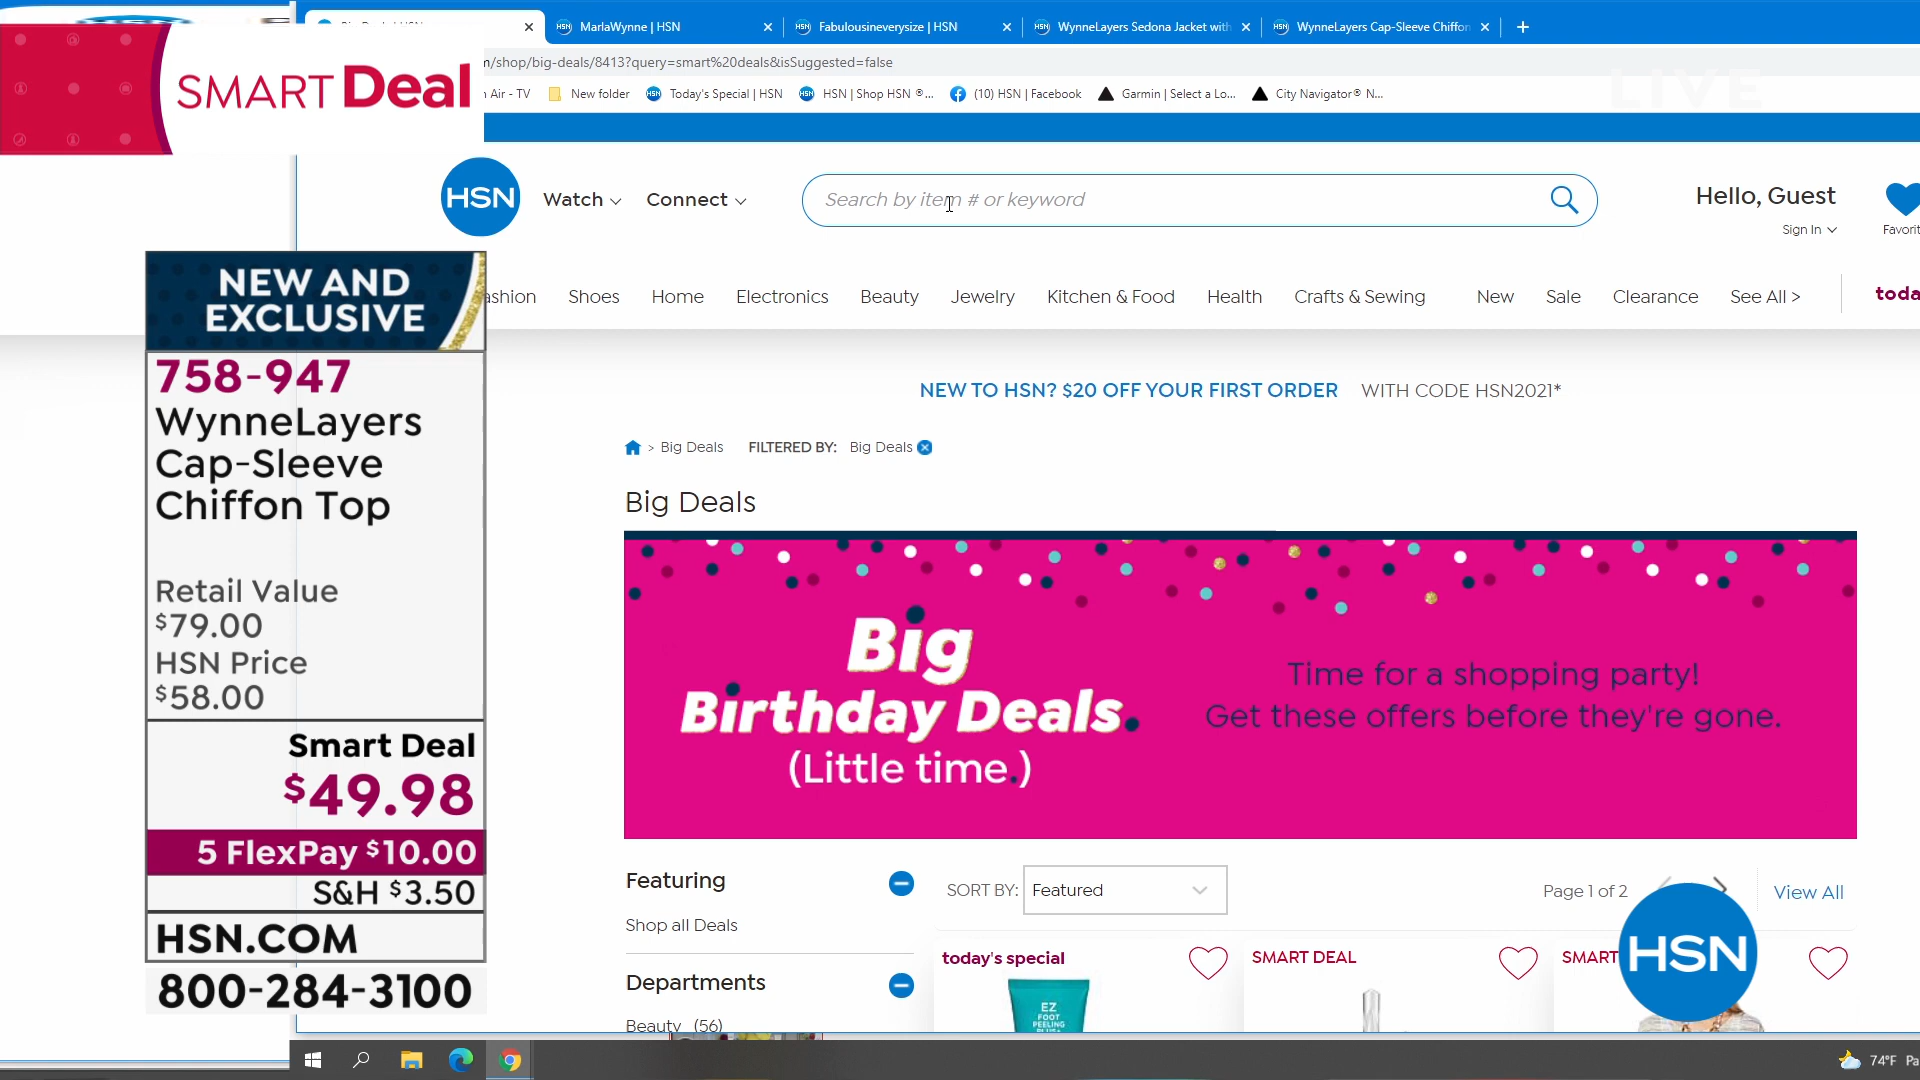 MarlaWynne | HSN
Fabulousineverysize | HSN
WynneLayers Sedona Jacket with
WynneLayers Cap-Sleeve Chiffon
SMART Deal
/shop/big-deals/8413?query=smart%20deals&isSuggested=false
Air - TV
New folder
Today's Special | HSN
HSN | Shop HSN ®...
(10) HSN | Facebook
Garmin | Select a Lo...
City Navigator® N...
LIVE
HSN
Watch
Connect
Search by item # or keyword
Hello, Guest
Sign In
Favorit
ashion
Shoes
Home
Electronics
Beauty
Jewelry
Kitchen & Food
Health
Crafts & Sewing
New
Sale
Clearance
See All >
toda
NEW AND
EXCLUSIVE
758-947
WynneLayers
Cap-Sleeve
Chiffon Top
Retail Value
$79.00
HSN Price
$58.00
Smart Deal
$49.98
5 FlexPay $10.00
S&H $3.50
HSN.COM
800-284-3100
NEW TO HSN? $20 OFF YOUR FIRST ORDER WITH CODE HSN2021*
> Big Deals FILTERED BY: Big Deals
Big Deals
Big
Birthday Deals.
(Little time.)
Time for a shopping party!
Get these offers before they're gone.
Featuring
Shop all Deals
Departments
Beauty (56)
SORT BY: Featured
Page 1 of 2
View All
today's special
SMART DEAL
SMART
EZ
FOOT
PEELING
HSN
74°F Pa